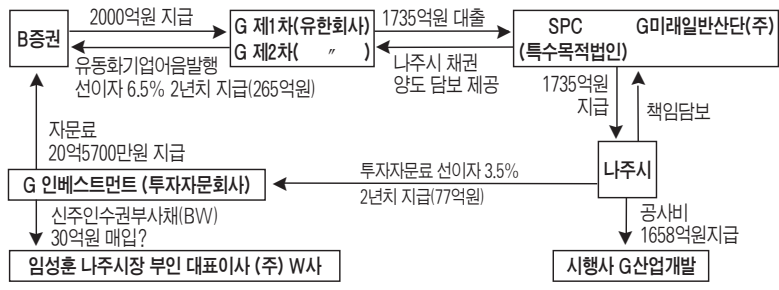 B증권
2000억원 지급
유동화기업어음발행
선이자 6.5% 2년치 지급(265억원)
G 제1차(유한회사)
G 제2차( 〃 )
1735억원 대출
나주시 채권
양도 담보 제공
SPC G미래일반산단(주)
(특수목적법인)
1735억원
지급
책임담보
자문료
20억5700만원 지급
나주시
투자자문료 선이자 3.5%
2년치 지급(77억원)
G 인베스트먼트 (투자자문회사)
신주인수권부사채(BW)
30억원 매입?
공사비
1658억원지급
임성훈 나주시장 부인 대표이사 (주) W사
시행사 G산업개발